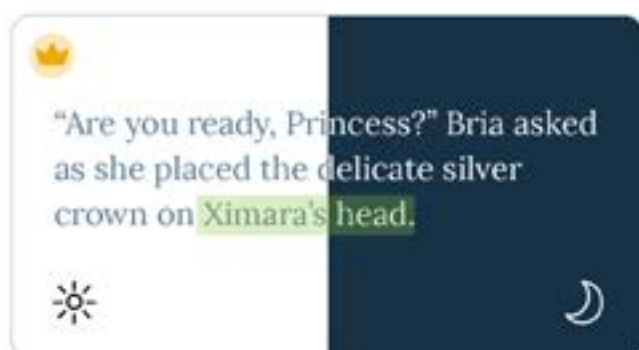 “Are you ready, Princess?” Bria asked
as she placed the delicate silver
crown on Ximara’s head.